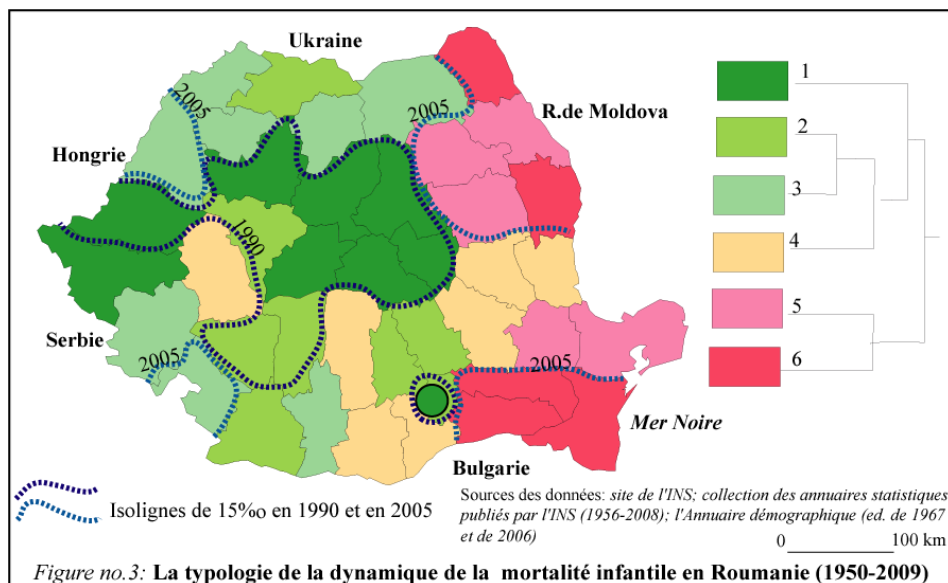 Ukraine
1
2005
2005
R.de Moldova
2
Hongrie
3
1990
4
5
Serbie
2005
2005
6
Mer Noire
Bulgarie
Isolignes de 15‰ en 1990 et en 2005
Sources des données: site de l'INS; collection des annuaires statistiques
publiés par l'INS (1956-2008); l'Annuaire démographique (ed. de 1967
et de 2006)
0 100 km
Figure no.3: La typologie de la dynamique de la mortalité infantile en Roumanie (1950-2009)